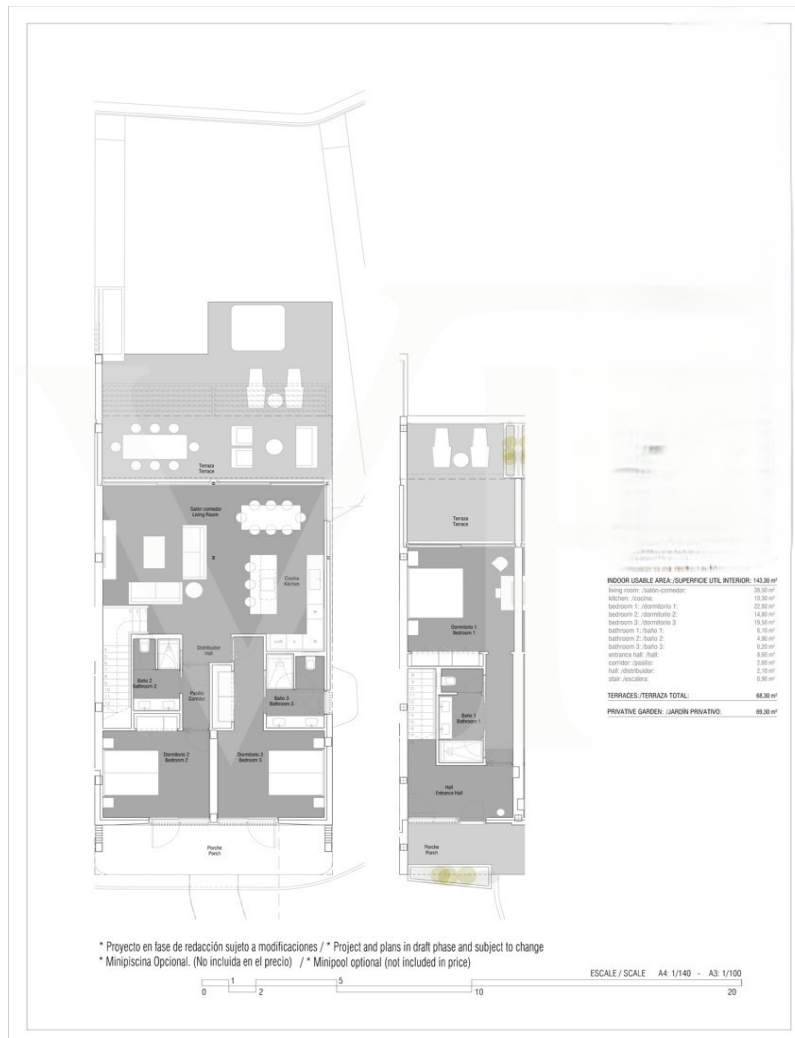 Terraza
Terrace
Salón comedor
Living Room
Cocina
Kitchen
Distribuidor
Hall
Baño 2
Bathroom 2
Pasillo
Corridor
Baño 3
Bathroom 3
Dormitorio 2
Bedroom 2
Dormitorio 3
Bedroom 3
Porche
Porch
Terraza
Terrace
Dormitorio 1
Bedroom 1
Baño 1
Bathroom 1
Hall
Entrance Hall
Porche
Porch
INDOOR USABLE AREA:/SUPERFICIE UTIL INTERIOR: 143,30 m²
living room: /salón-comedor:
kitchen: /cocina: 10,30 m²
bedroom 1: /dormitorio 1: 22,80 m²
bedroom 2: /dormitorio 2: 14,80 m²
bedroom 3: /dormitorio 3: 19,50 m²
bathroom 1: /baño 1: 6,10 m²
bathroom 2: /baño 2: 4,90 m²
bathroom 3: /baño 3: 6,20 m²
entrance hall: /hall: 8,60 m²
corridor: /pasillo: 2,60 m²
hall: /distribuidor: 2,10 m²
stair: /escalera: 6,90 m²
TERRACES:/TERRAZA TOTAL: 68,30 m²
PRIVATIVE GARDEN: /JARDÍN PRIVATIVO: 69,30 m²
* Proyecto en fase de redacción sujeto a modificaciones / * Project and plans in draft phase and subject to change
* Minipiscina Opcional. (No incluida en el precio) / * Minipool optional (not included in price)
ESCALE / SCALE A4: 1/140 - A3: 1/100
0 1 2 5 10 20